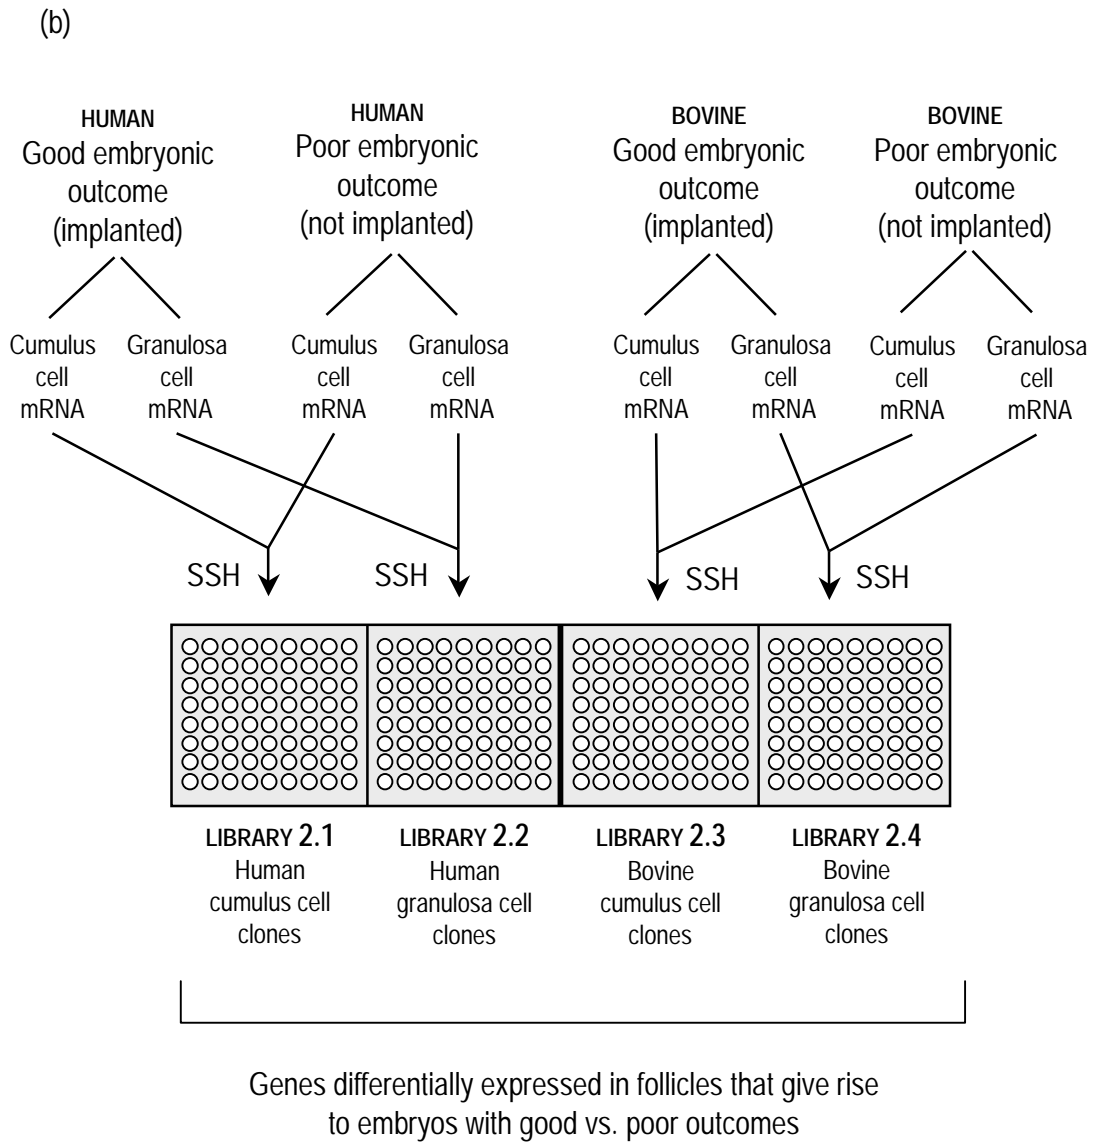 (b)
HUMAN
Good embryonic
outcome
(implanted)
HUMAN
Poor embryonic
outcome
(not implanted)
BOVINE
Good embryonic
outcome
(implanted)
BOVINE
Poor embryonic
outcome
(not implanted)
Cumulus
cell
mRNA
Granulosa
cell
mRNA
Cumulus
cell
mRNA
Granulosa
cell
mRNA
Cumulus
cell
mRNA
Granulosa
cell
mRNA
Cumulus
cell
mRNA
Granulosa
cell
mRNA
SSH
SSH
SSH
SSH
LIBRARY 2.1
Human
cumulus cell
clones
LIBRARY 2.2
Human
granulosa cell
clones
LIBRARY 2.3
Bovine
cumulus cell
clones
LIBRARY 2.4
Bovine
granulosa cell
clones
Genes differentially expressed in follicles that give rise
to embryos with good vs. poor outcomes